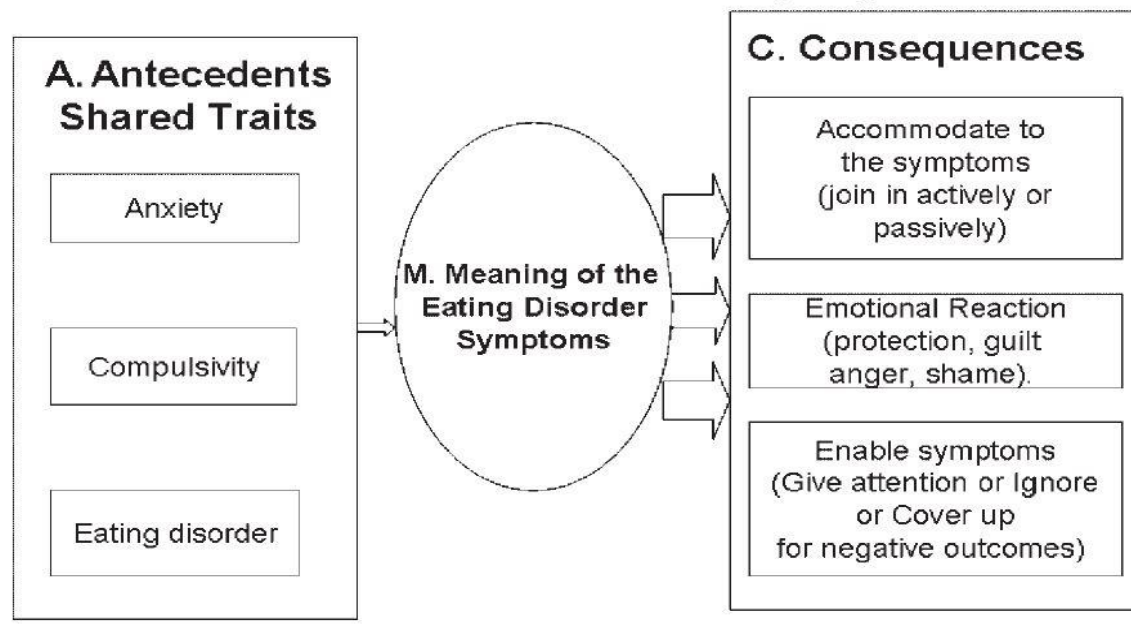 A. Antecedents
Shared Traits
Anxiety
Compulsivity
Eating disorder
M. Meaning of the
Eating Disorder
Symptoms
C. Consequences
Accommodate to
the symptoms
(join in actively or
passively)
Emotional Reaction
(protection, guilt
anger, shame).
Enable symptoms
(Give attention or Ignore
or Cover up
for negative outcomes)